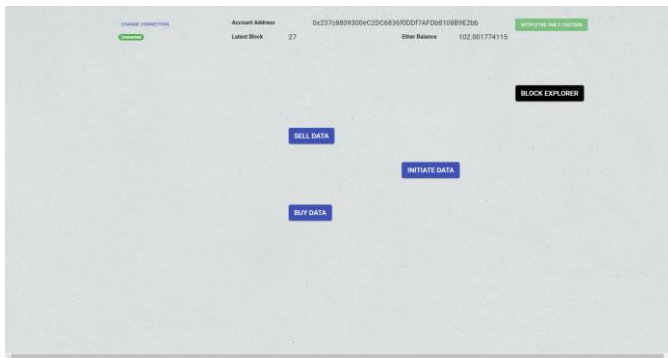 CHANGE CONNECTION Account Address 0x237c8809300eC2DC6836f0DDf7AFDb8108B9E2bb
Connected Latest Block 27 Ether Balance 102.001774115
BLOCK EXPLORER
SELL DATA
INITIATE DATA
BUY DATA